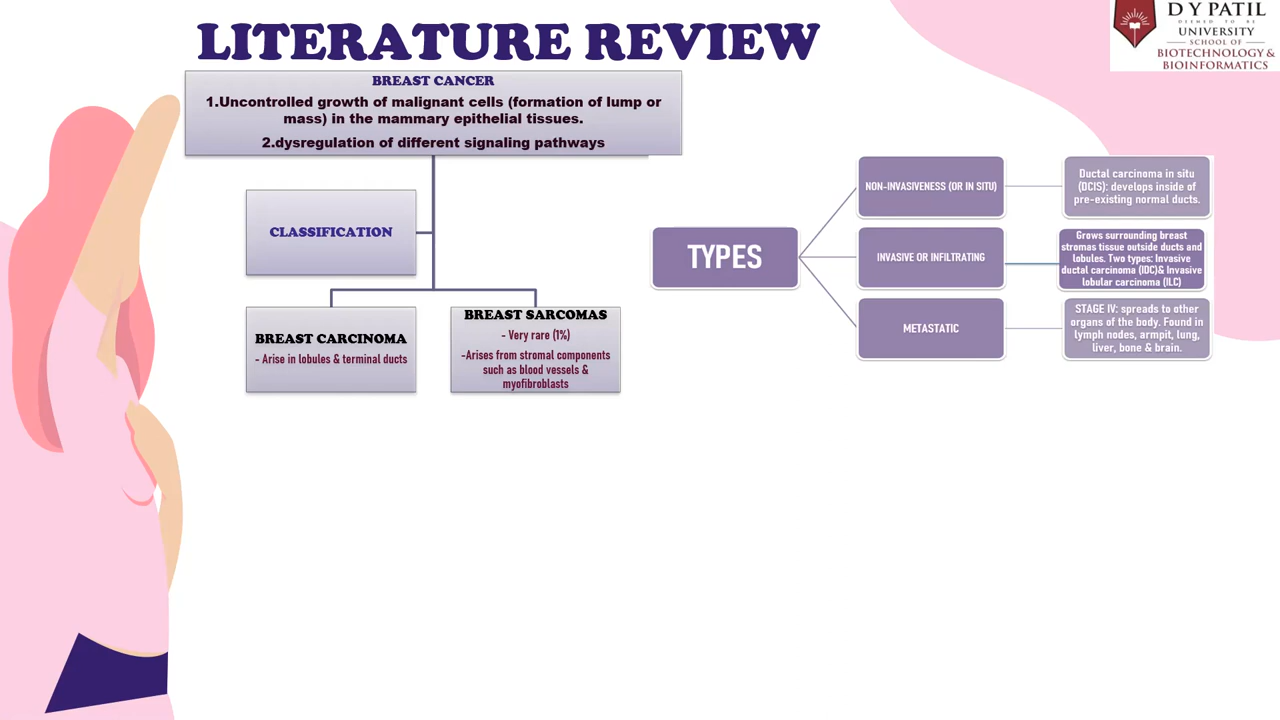 LITERATURE REVIEW
D Y PATIL
DEEMED TO BE
UNIVERSITY
SCHOOL OF
BIOTECHNOLOGY &
BIOINFORMATICS
BREAST CANCER
1.Uncontrolled growth of malignant cells (formation of lump or
mass) in the mammary epithelial tissues.
2.dysregulation of different signaling pathways
CLASSIFICATION
BREAST CARCINOMA
- Arise in lobules & terminal ducts
BREAST SARCOMAS
- Very rare (1%)
-Arises from stromal components
such as blood vessels &
myofibroblasts
TYPES
NON-INVASIVENESS (OR IN SITU)
Ductal carcinoma in situ
(DCIS): develops inside of
pre-existing normal ducts.
INVASIVE OR INFILTRATING
Grows surrounding breast
stromas tissue outside ducts and
lobules. Two types: Invasive
ductal carcinoma (IDC)& Invasive
lobular carcinoma (ILC)
METASTATIC
STAGE IV: spreads to other
organs of the body. Found in
lymph nodes, armpit, lung,
liver, bone & brain.